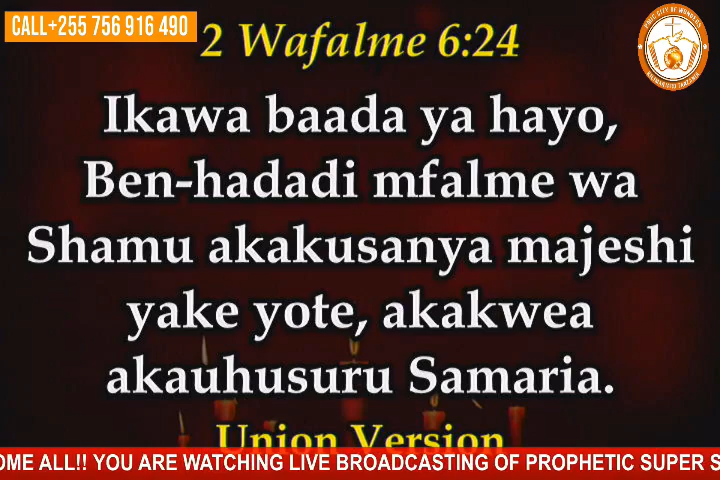 CALL+255 756 916 490
2 Wafalme 6:24
Ikawa baada ya hayo,
Ben-hadadi mfalme wa
Shamu akakusanya majeshi
yake yote, akakwea
akauhusuru Samaria.
Union Version
OME ALL!! YOU ARE WATCHING LIVE BROADCASTING OF PROPHETIC SUPER S